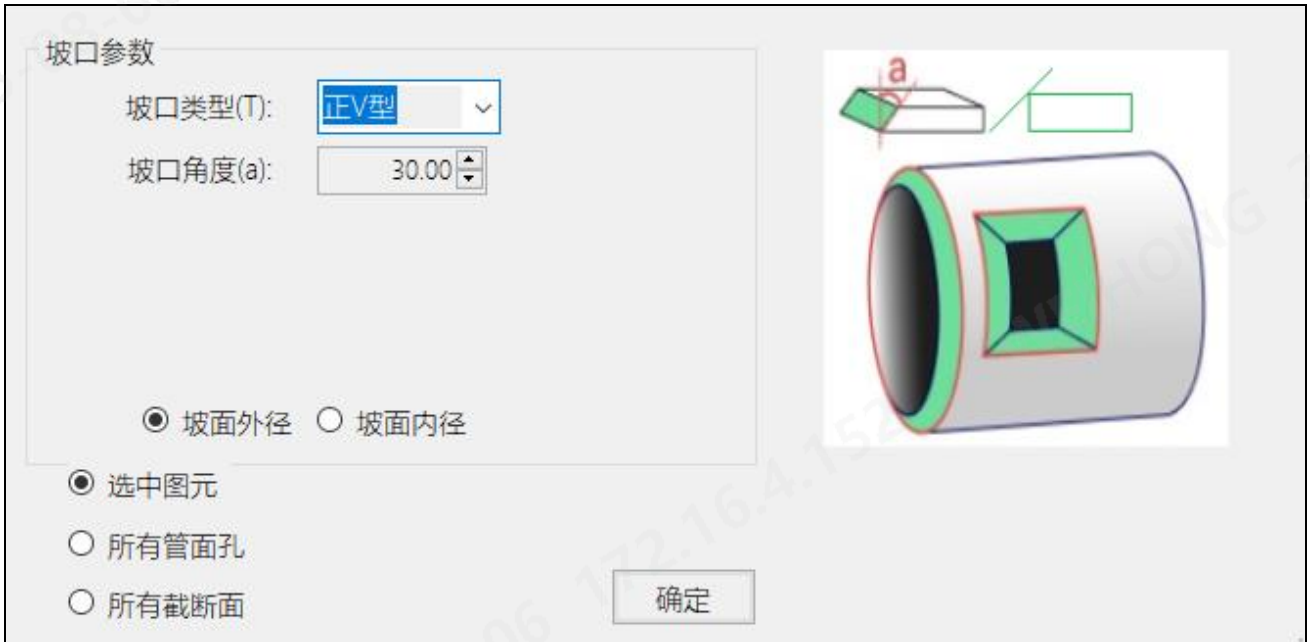 坡口参数
坡口类型(T): 正V型
坡口角度(a): 30.00
坡面外径 坡面内径
选中图元
所有管面孔
所有截断面
确定
a